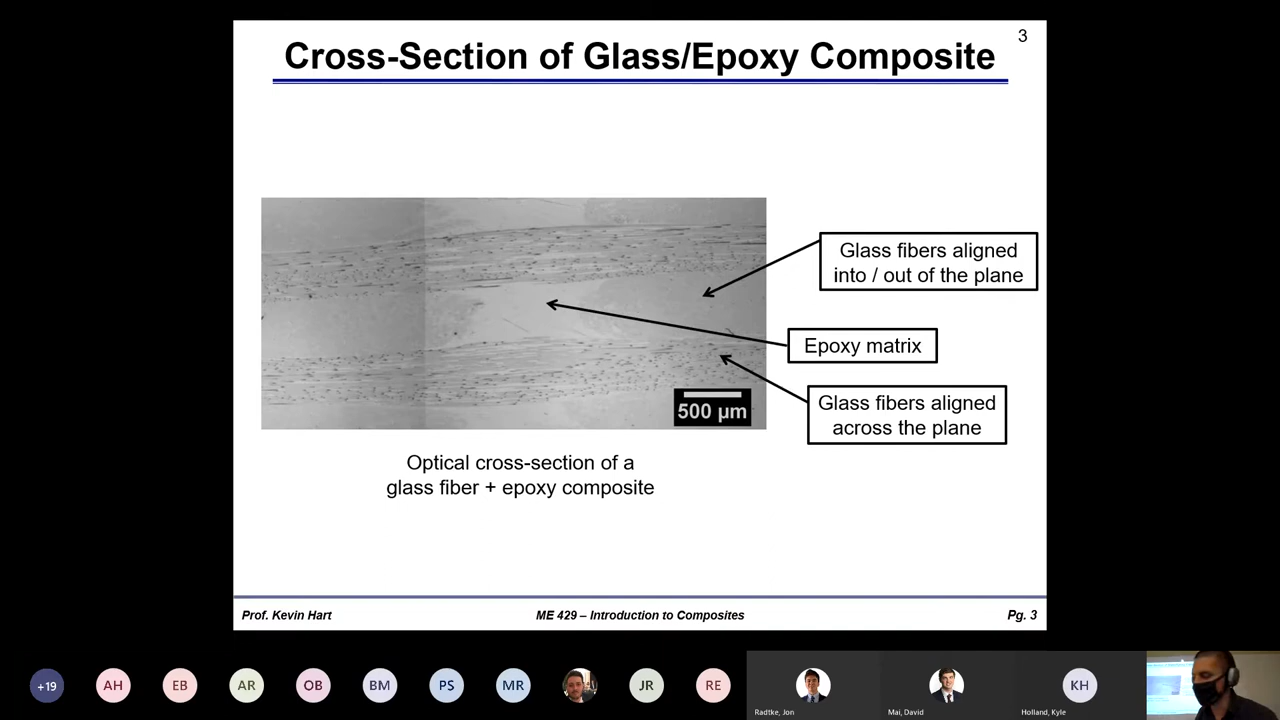 3
Cross-Section of Glass/Epoxy Composite
Glass fibers aligned
into / out of the plane
Epoxy matrix
Glass fibers aligned
across the plane
500 µm
Optical cross-section of a
glass fiber + epoxy composite
Prof. Kevin Hart
ME 429 – Introduction to Composites
Pg. 3
+19
AH
EB
AR
OB
BM
PS
MR
JR
RE
KH
Radtke, Jon
Mai, David
Holland, Kyle